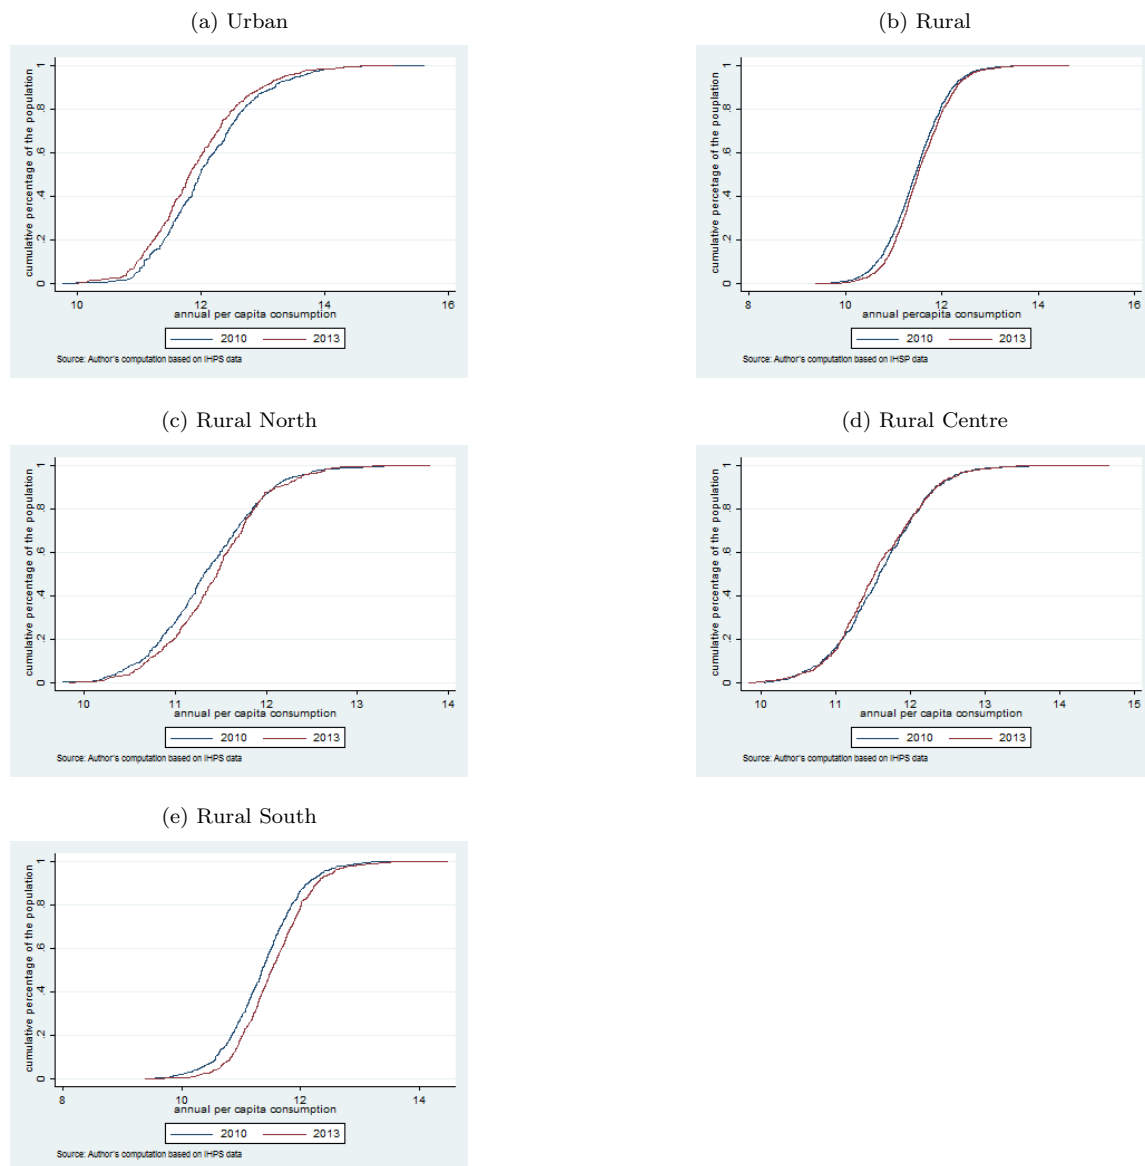 (a) Urban
cumulative percentage of the population
0 .2 .4 .6 .8 1
10 12 14 16
annual per capita consumption
2010 2013
Source: Author's computation based on IHPS data
(b) Rural
cumulative percentage of the pouplation
0 .2 .4 .6 .8 1
8 10 12 14 16
annual percapita consumption
2010 2013
Source: Author's computation based on IHSP data
(c) Rural North
cumulative percentage of the population
0 .2 .4 .6 .8 1
10 11 12 13 14
annual per capita consumption
2010 2013
Source: Author's computation based on IHPS data
(d) Rural Centre
cumulative percentage of the population
0 .2 .4 .6 .8 1
10 11 12 13 14 15
annual per capita consumption
2010 2013
Source: Author's computation based on IHPS data
(e) Rural South
cumulative percentage of the population
0 .2 .4 .6 .8 1
8 10 12 14
annual per capita consumption
2010 2013
Source: Author's computation based on IHPS data